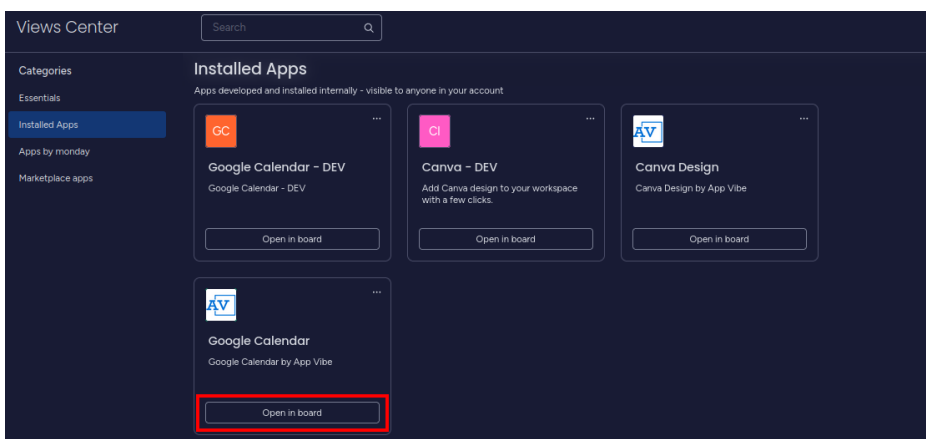 Views Center
Search
Categories
Essentials
Installed Apps
Apps by monday
Marketplace apps
Installed Apps
Apps developed and installed internally - visible to anyone in your account
GC
Google Calendar - DEV
Google Calendar - DEV
Open in board
CI
Canva - DEV
Add Canva design to your workspace
with a few clicks.
Open in board
AV
Canva Design
Canva Design by App Vibe
Open in board
AV
Google Calendar
Google Calendar by App Vibe
Open in board